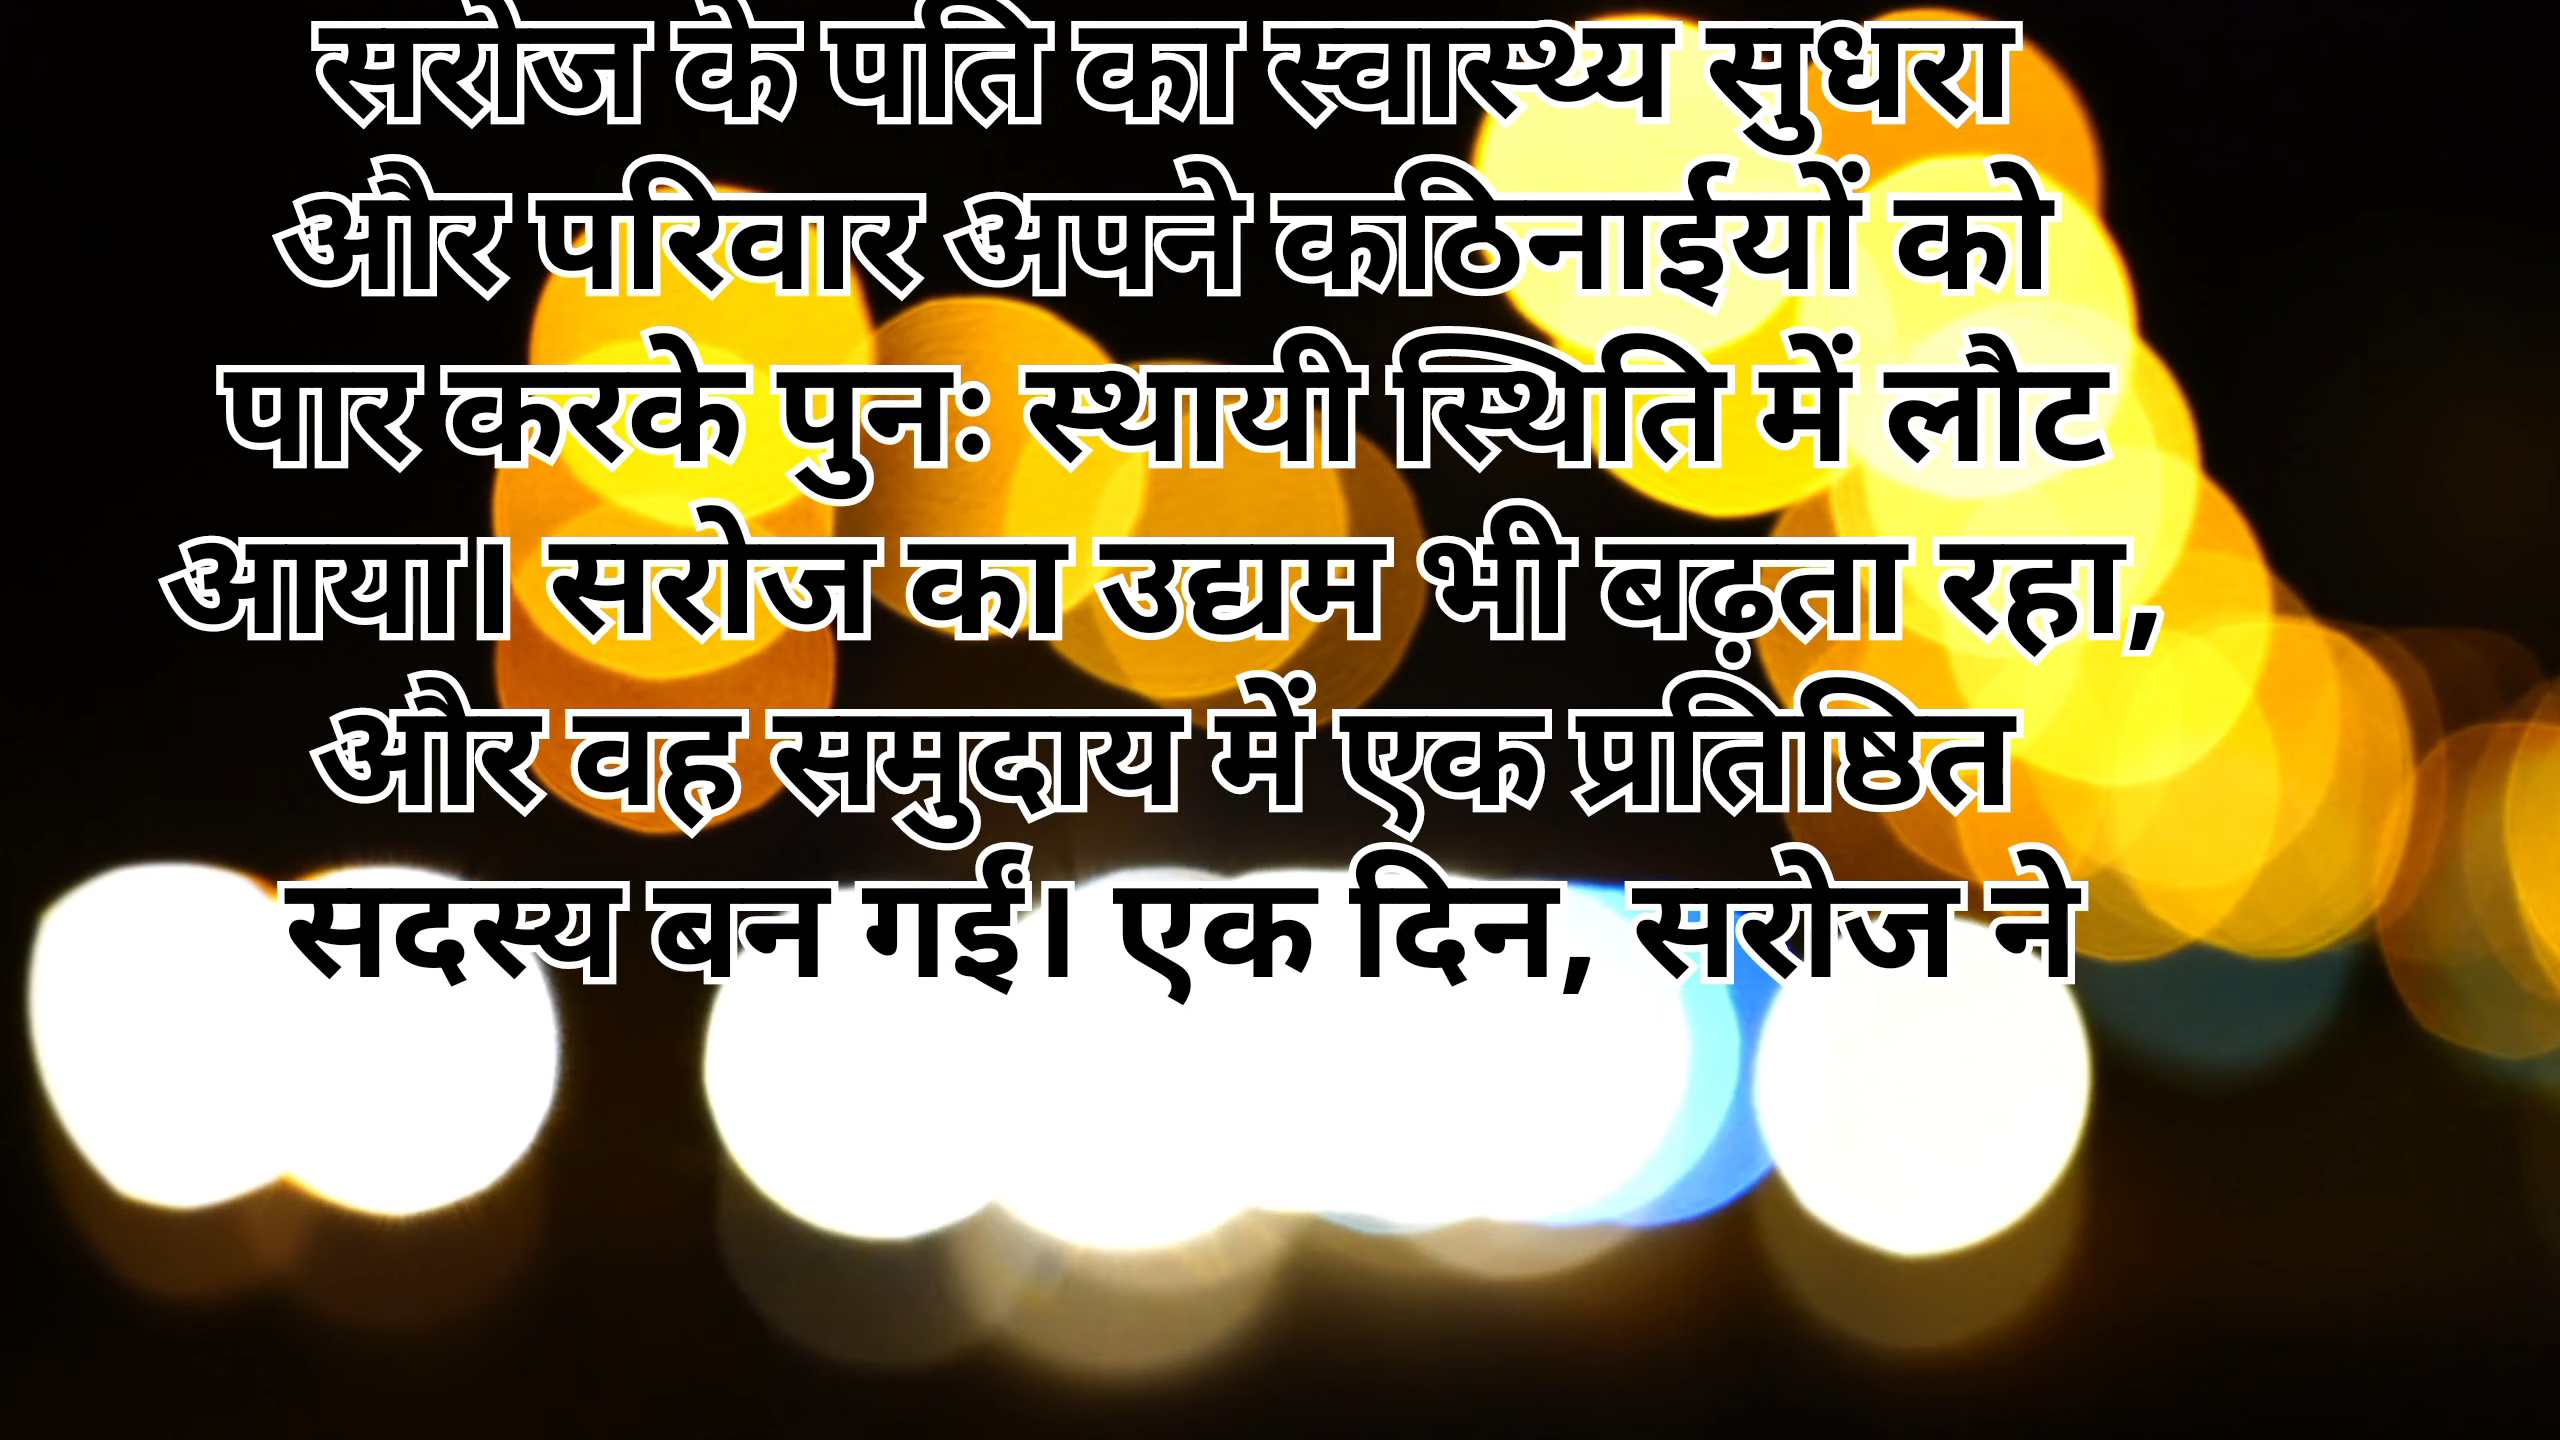 सरोज के पति का स्वास्थ्य सुधरा
और परिवार अपने कठिनाईयों को
पार करके पुनः स्थायी स्थिति में लौट
आया। सरोज का उद्यम भी बढ़ता रहा,
और वह समुदाय में एक प्रतिष्ठित
सदस्य बन गईं। एक दिन, सरोज ने